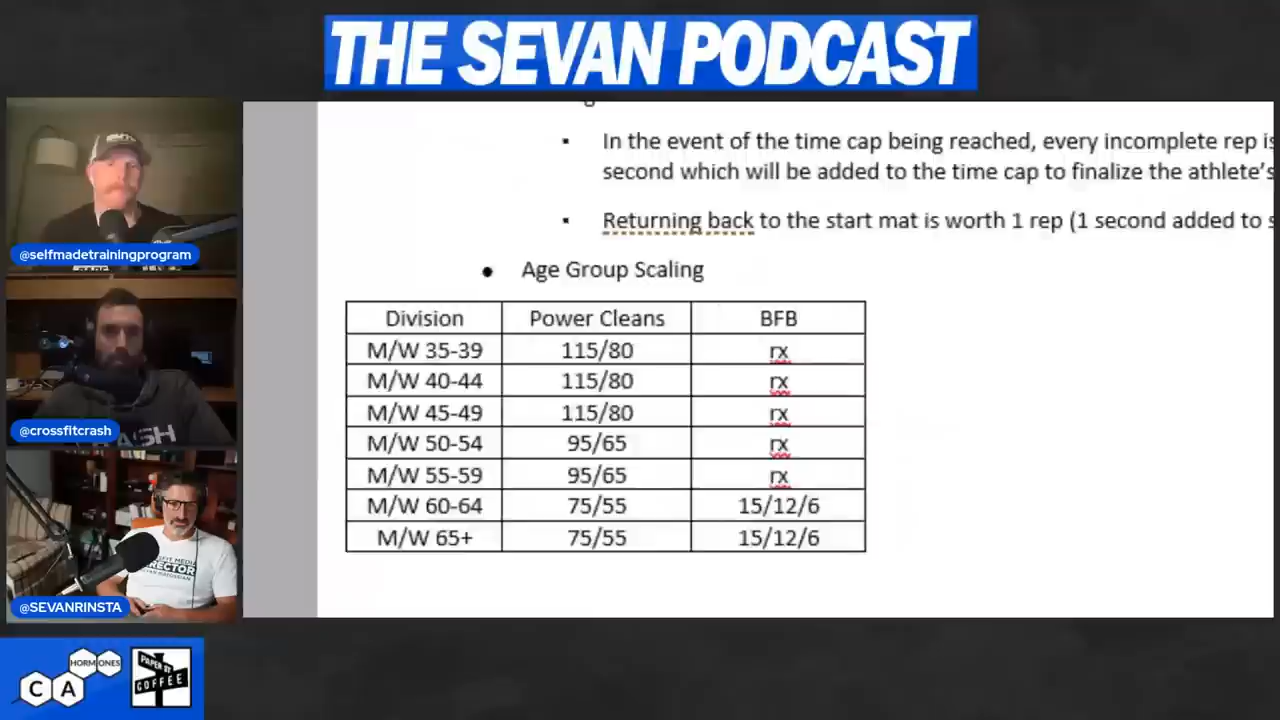 THE SEVAN PODCAST
In the event of the time cap being reached, every incomplete rep is
second which will be added to the time cap to finalize the athlete's
Returning back to the start mat is worth 1 rep (1 second added to s
Age Group Scaling
Division Power Cleans BFB
M/W 35-39 115/80 rx
M/W 40-44 115/80 rx
M/W 45-49 115/80 rx
M/W 50-54 95/65 rx
M/W 55-59 95/65 rx
M/W 60-64 75/55 15/12/6
M/W 65+ 75/55 15/12/6
@selfmadetrainingprogram
@crossfitcrash
@SEVANRINSTA
CA HORMONES
PAPER ST
COFFEE